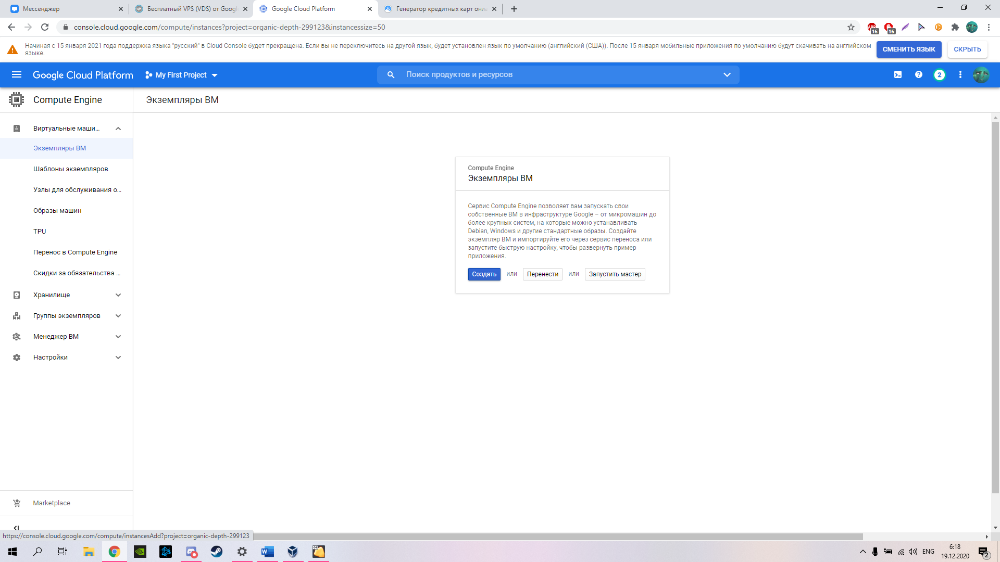 Мессенджер
Бесплатный VPS (VDS) от Googl
Google Cloud Platform
Генератор кредитных карт онла
console.cloud.google.com/compute/instances?project=organic-depth-299123&instancessize=50
16
16
Начиная с 15 января 2021 года поддержка языка "русский" в Cloud Console будет прекращена. Если вы не переключитесь на другой язык, будет установлен язык по умолчанию (английский (США)). После 15 января мобильные приложения по умолчанию будут скачивать на английском
языке.
СМЕНИТЬ ЯЗЫК
СКРЫТЬ
Google Cloud Platform
My First Project
Поиск продуктов и ресурсов
2
Compute Engine
Экземпляры ВМ
Виртуальные маши...
Экземпляры ВМ
Шаблоны экземпляров
Узлы для обслуживания о...
Образы машин
TPU
Перенос в Compute Engine
Скидки за обязательства ...
Хранилище
Группы экземпляров
Менеджер ВМ
Настройки
Marketplace
Compute Engine
Экземпляры ВМ
Сервис Compute Engine позволяет вам запускать свои
собственные ВМ в инфраструктуре Google – от микромашин до
более крупных систем, на которые можно устанавливать
Debian, Windows и другие стандартные образы. Создайте
экземпляр ВМ и импортируйте его через сервис переноса или
запустите быструю настройку, чтобы развернуть пример
приложения.
Создать или Перенести или Запустить мастер
https://console.cloud.google.com/compute/instancesAdd?project=organic-depth-299123
ENG
6:18
19.12.2020
2